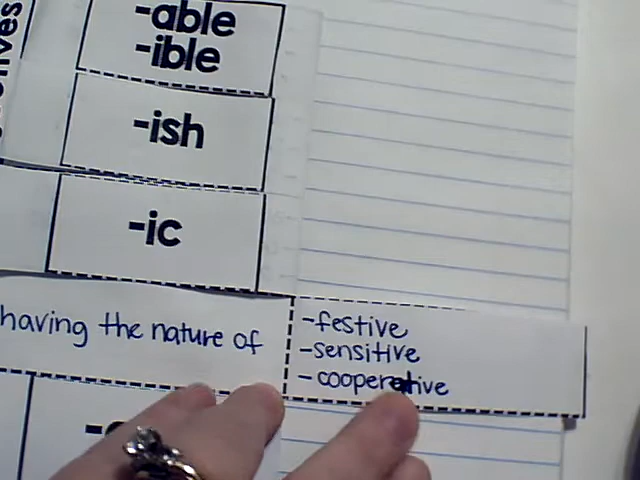 -able
-ible
-ish
-ic
having the nature of
-festive
-sensitive
-cooperative